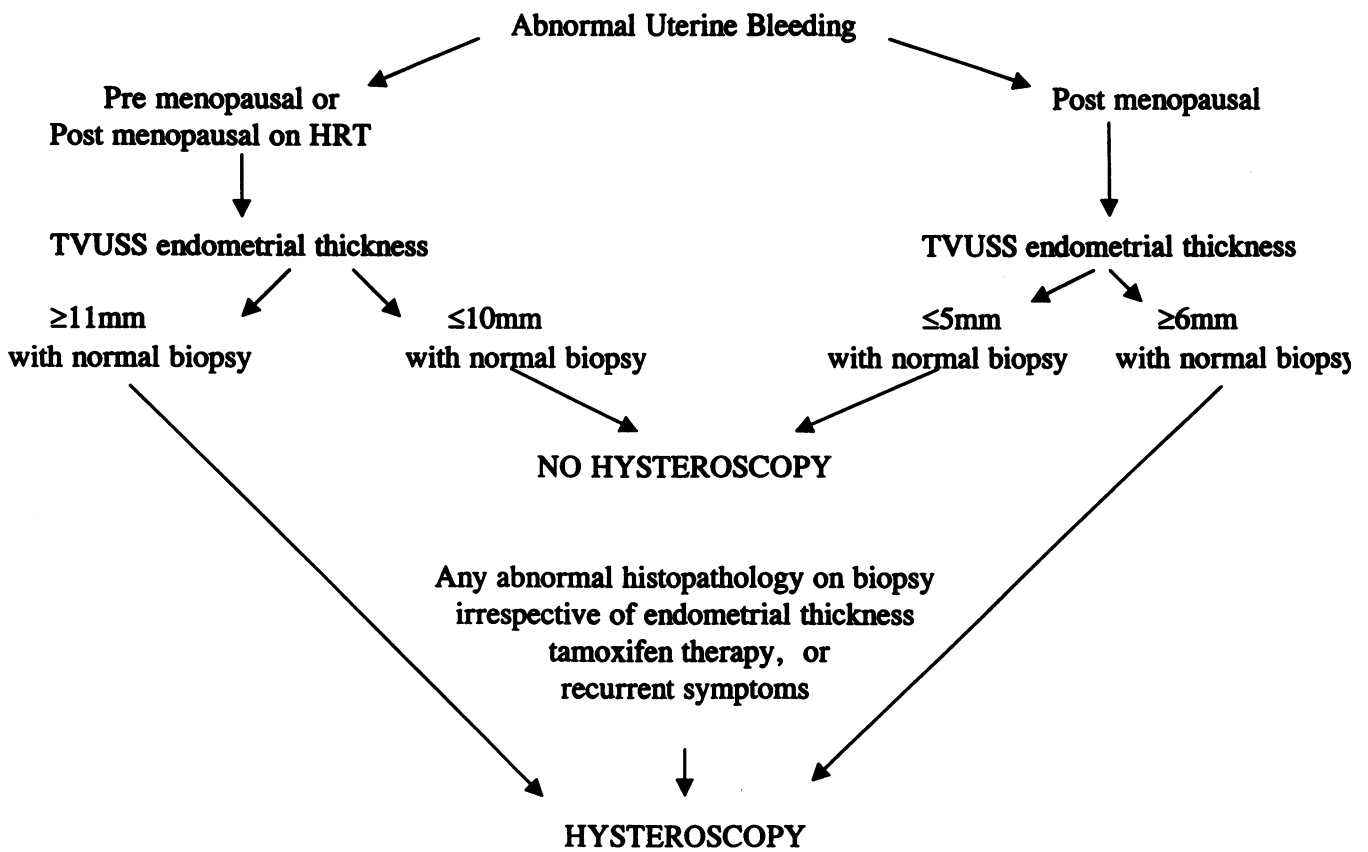 Abnormal Uterine Bleeding
Pre menopausal or
Post menopausal on HRT
Post menopausal
TVUSS endometrial thickness
TVUSS endometrial thickness
≥11mm
with normal biopsy
≤10mm
with normal biopsy
≤5mm
with normal biopsy
≥6mm
with normal biopsy
NO HYSTEROSCOPY
Any abnormal histopathology on biopsy
irrespective of endometrial thickness
tamoxifen therapy, or
recurrent symptoms
HYSTEROSCOPY